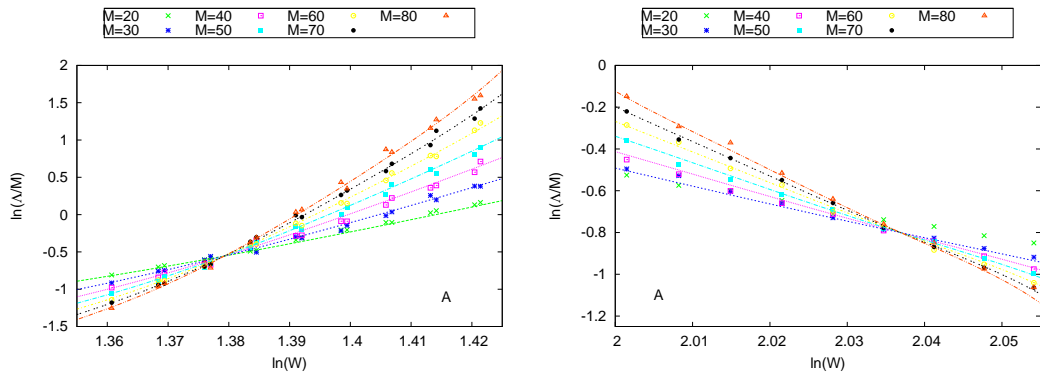 M=20 M=40 M=60 M=80
M=30 M=50 M=70
2
1.5
1
0.5
0
-0.5
-1
-1.5
ln(Λ/M)
A
1.36 1.37 1.38 1.39 1.4 1.41 1.42
ln(W)
M=20 M=40 M=60 M=80
M=30 M=50 M=70
0
-0.2
-0.4
-0.6
-0.8
-1
-1.2
ln(Λ/M)
A
2 2.01 2.02 2.03 2.04 2.05
ln(W)